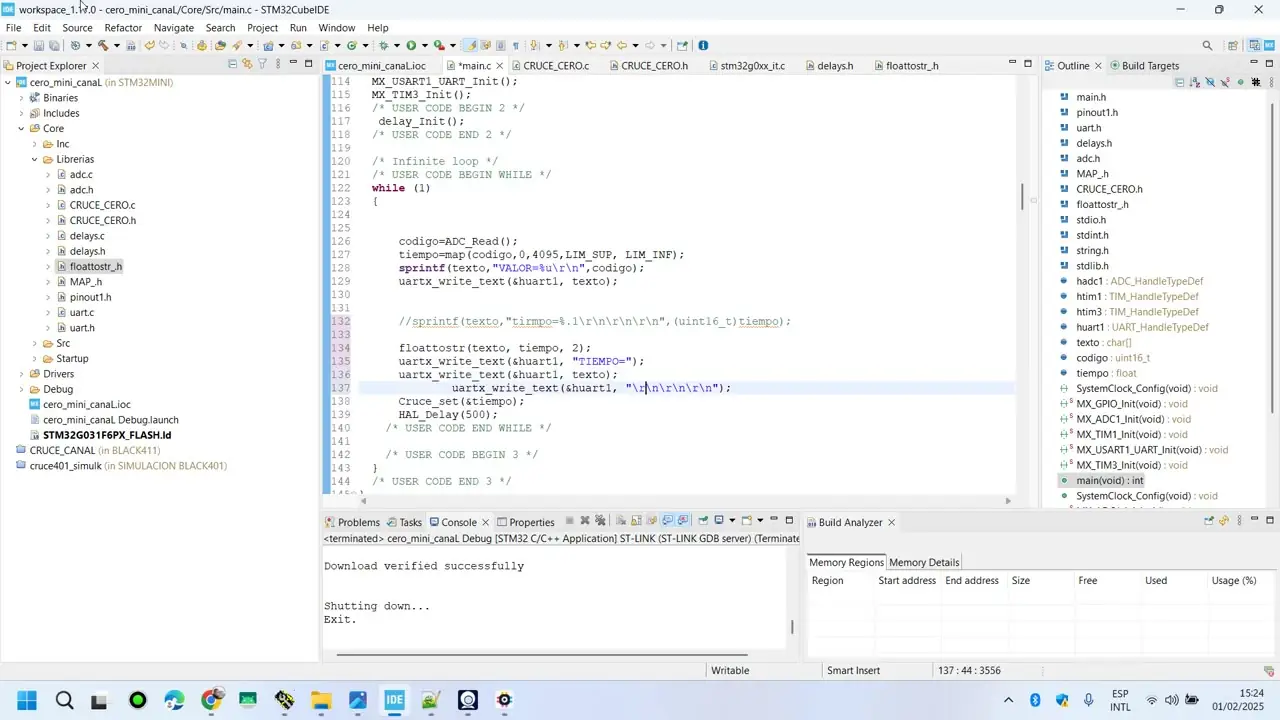 workspace_1.17.0 - cero_mini_canaL/Core/Src/main.c - STM32CubeIDE
File Edit Source Refactor Navigate Search Project Run Window Help
Project Explorer
cero_mini_canaL (in STM32MINI)
Binaries
Includes
Core
Inc
Librerias
adc.c
adc.h
CRUCE_CERO.c
CRUCE_CERO.h
delays.c
delays.h
floattostr_.h
MAP_.h
pinout1.h
uart.c
uart.h
Src
Startup
Drivers
Debug
cero_mini_canaL.ioc
cero_mini_canaL Debug.launch
STM32G031F6PX_FLASH.ld
CRUCE_CANAL (in BLACK411)
cruce401_simulk (in SIMULACION BLACK401)
cero_mini_canaL.ioc *main.c CRUCE_CERO.c CRUCE_CERO.h stm32g0xx_it.c delays.h floattostr_.h
114 MX_USART1_UART_Init();
115 MX_TIM3_Init();
116 /* USER CODE BEGIN 2 */
117 delay_Init();
118 /* USER CODE END 2 */
119
120 /* Infinite loop */
121 /* USER CODE BEGIN WHILE */
122 while (1)
123 {
124
125
126 codigo=ADC_Read();
127 tiempo=map(codigo,0,4095,LIM_SUP, LIM_INF);
128 sprintf(texto,"VALOR=%u\r\n",codigo);
129 uartx_write_text(&huart1, texto);
130
131
132 //sprintf(texto,"tirmpo=%.1\r\n\r\n\r\n",(uint16_t)tiempo);
133
134 floattostr(texto, tiempo, 2);
135 uartx_write_text(&huart1, "TIEMPO=");
136 uartx_write_text(&huart1, texto);
137 uartx_write_text(&huart1, "\r\n\r\n\r\n");
138 Cruce_set(&tiempo);
139 HAL_Delay(500);
140 /* USER CODE END WHILE */
141
142 /* USER CODE BEGIN 3 */
143 }
144 /* USER CODE END 3 */
Outline Build Targets
main.h
pinout1.h
uart.h
delays.h
adc.h
MAP_.h
CRUCE_CERO.h
floattostr_.h
stdio.h
stdint.h
string.h
stdlib.h
hadc1 : ADC_HandleTypeDef
htim1 : TIM_HandleTypeDef
htim3 : TIM_HandleTypeDef
huart1 : UART_HandleTypeDef
texto : char[]
codigo : uint16_t
tiempo : float
SystemClock_Config(void) : void
MX_GPIO_Init(void) : void
MX_ADC1_Init(void) : void
MX_TIM1_Init(void) : void
MX_USART1_UART_Init(void) : void
MX_TIM3_Init(void) : void
main(void) : int
SystemClock_Config(void) : void
Problems Tasks Console Properties
<terminated> cero_mini_canaL Debug [STM32 C/C++ Application] ST-LINK (ST-LINK GDB server) (Terminate
Download verified successfully
Shutting down...
Exit.
Build Analyzer
Memory Regions Memory Details
Region Start address End address Size Free Used Usage (%)
Writable Smart Insert 137 : 44 : 3556
IDE
ESP
INTL
15:24
01/02/2025